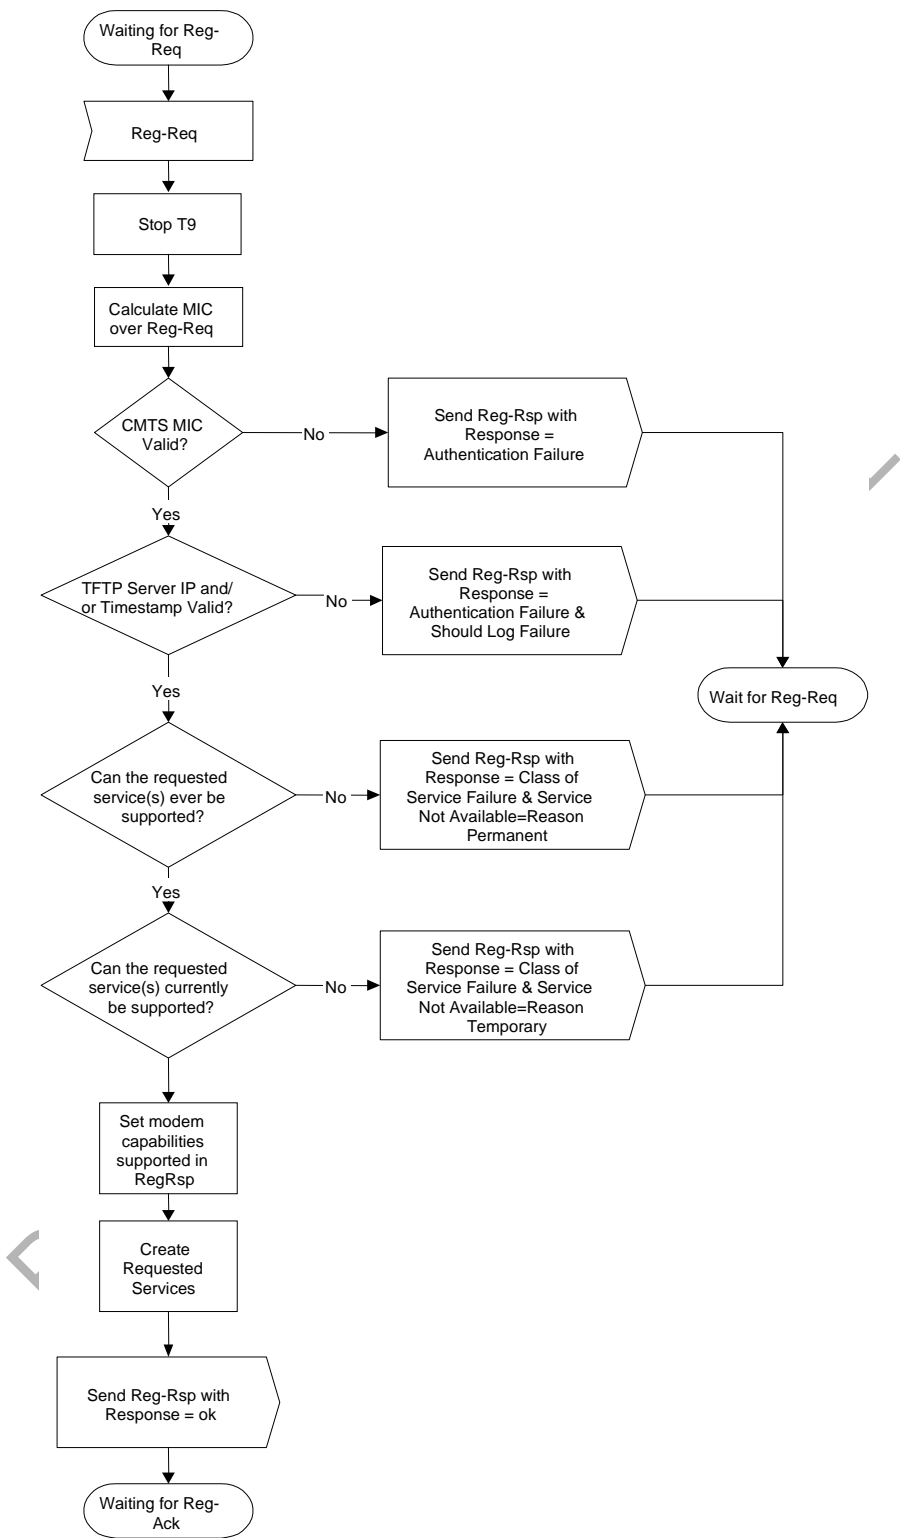 Waiting for Reg-
Req
Reg-Req
Stop T9
Calculate MIC
over Reg-Req
CMTS MIC
Valid?
No
Send Reg-Rsp with
Response =
Authentication Failure
Yes
TFTP Server IP and/
or Timestamp Valid?
No
Send Reg-Rsp with
Response =
Authentication Failure &
Should Log Failure
Yes
Wait for Reg-Req
Can the requested
service(s) ever be
supported?
No
Send Reg-Rsp with
Response = Class of
Service Failure & Service
Not Available=Reason
Permanent
Yes
Can the requested
service(s) currently
be supported?
No
Send Reg-Rsp with
Response = Class of
Service Failure & Service
Not Available=Reason
Temporary
Set modem
capabilities
supported in
RegRsp
Create
Requested
Services
Send Reg-Rsp with
Response = ok
Waiting for Reg-
Ack